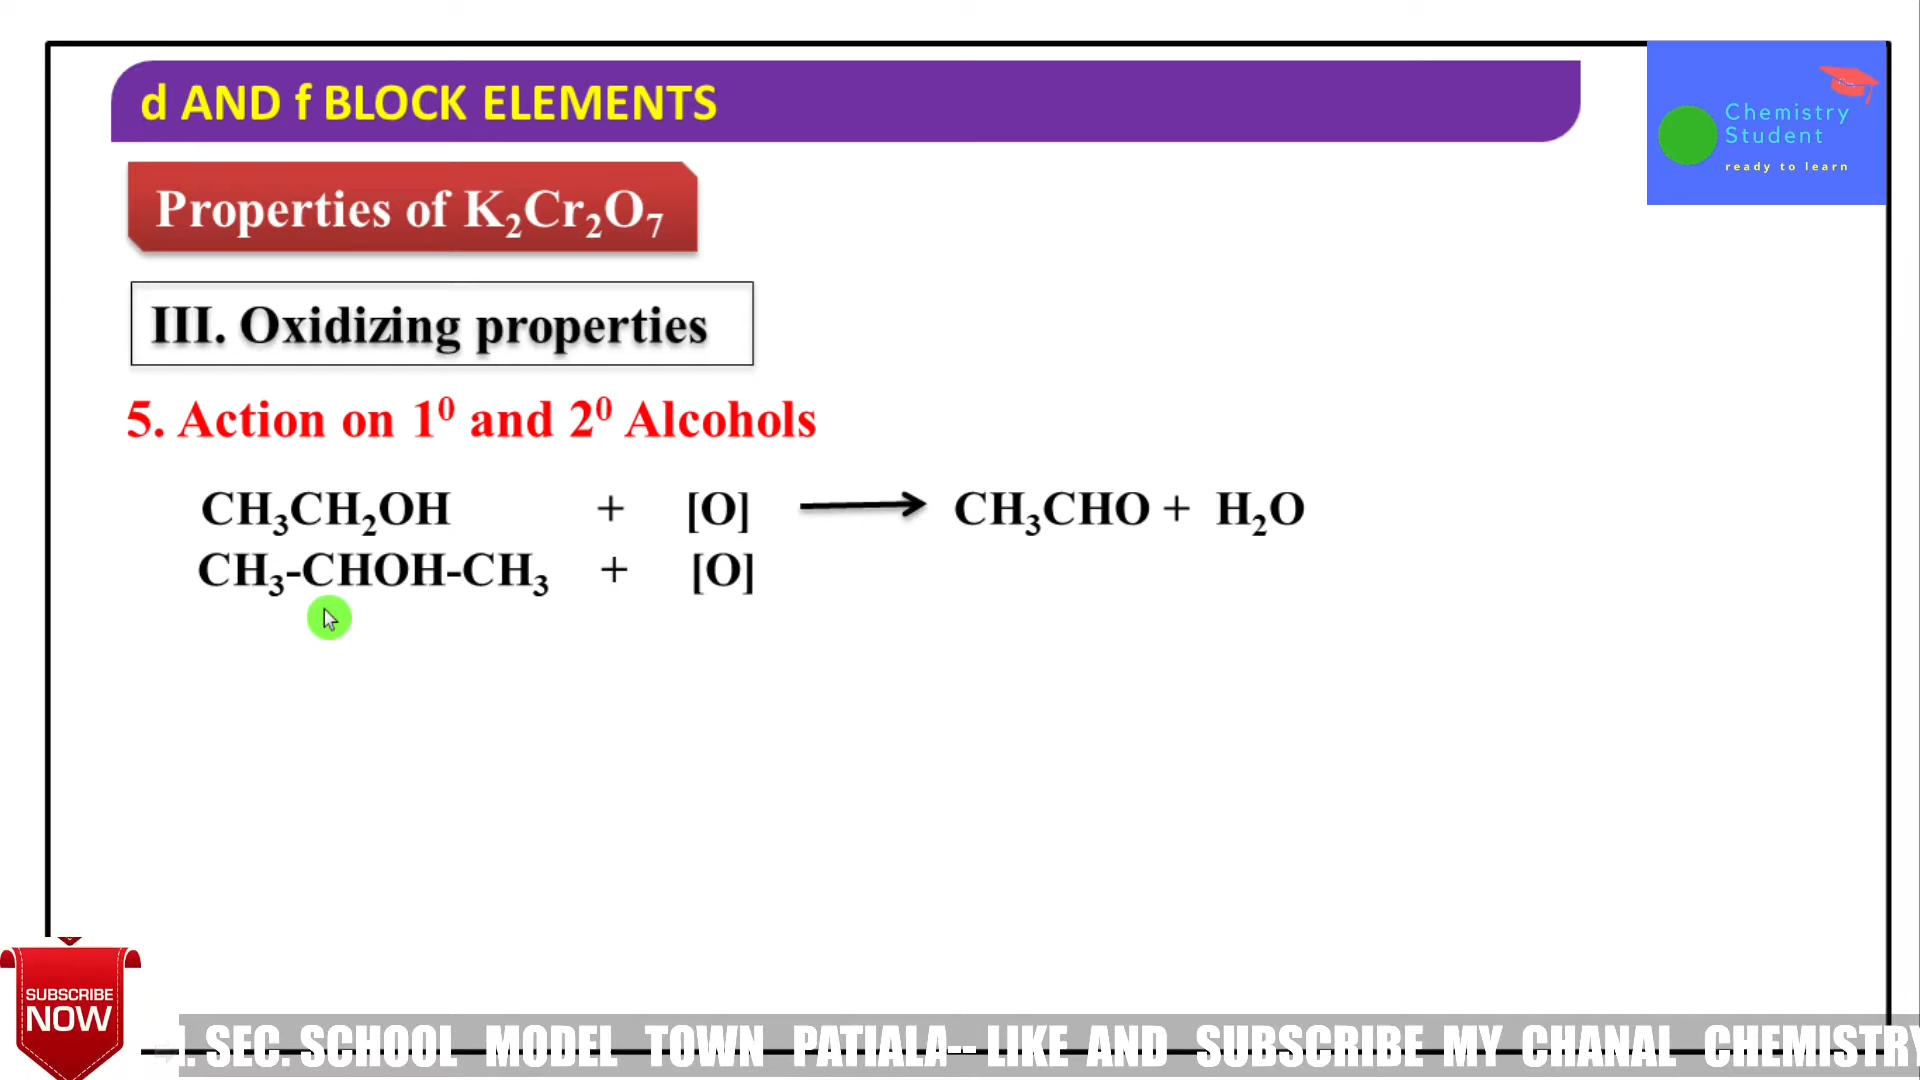 d AND f BLOCK ELEMENTS
Chemistry
Student
ready to learn
Properties of K₂Cr₂O₇
III. Oxidizing properties
5. Action on 1⁰ and 2⁰ Alcohols
CH₃CH₂OH + [O] ⟶ CH₃CHO + H₂O
CH₃-CHOH-CH₃ + [O]
SUBSCRIBE
NOW
. SEC. SCHOOL MODEL TOWN PATIALA-- LIKE AND SUBSCRIBE MY CHANAL CHEMISTRY